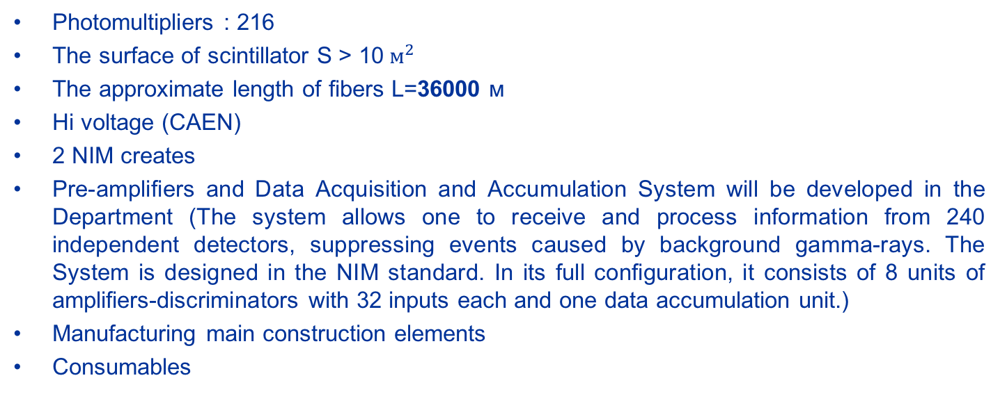 • Photomultipliers : 216
• The surface of scintillator S > 10 м²
• The approximate length of fibers L=36000 м
• Hi voltage (CAEN)
• 2 NIM creates
• Pre-amplifiers and Data Acquisition and Accumulation System will be developed in the
Department (The system allows one to receive and process information from 240
independent detectors, suppressing events caused by background gamma-rays. The
System is designed in the NIM standard. In its full configuration, it consists of 8 units of
amplifiers-discriminators with 32 inputs each and one data accumulation unit.)
• Manufacturing main construction elements
• Consumables